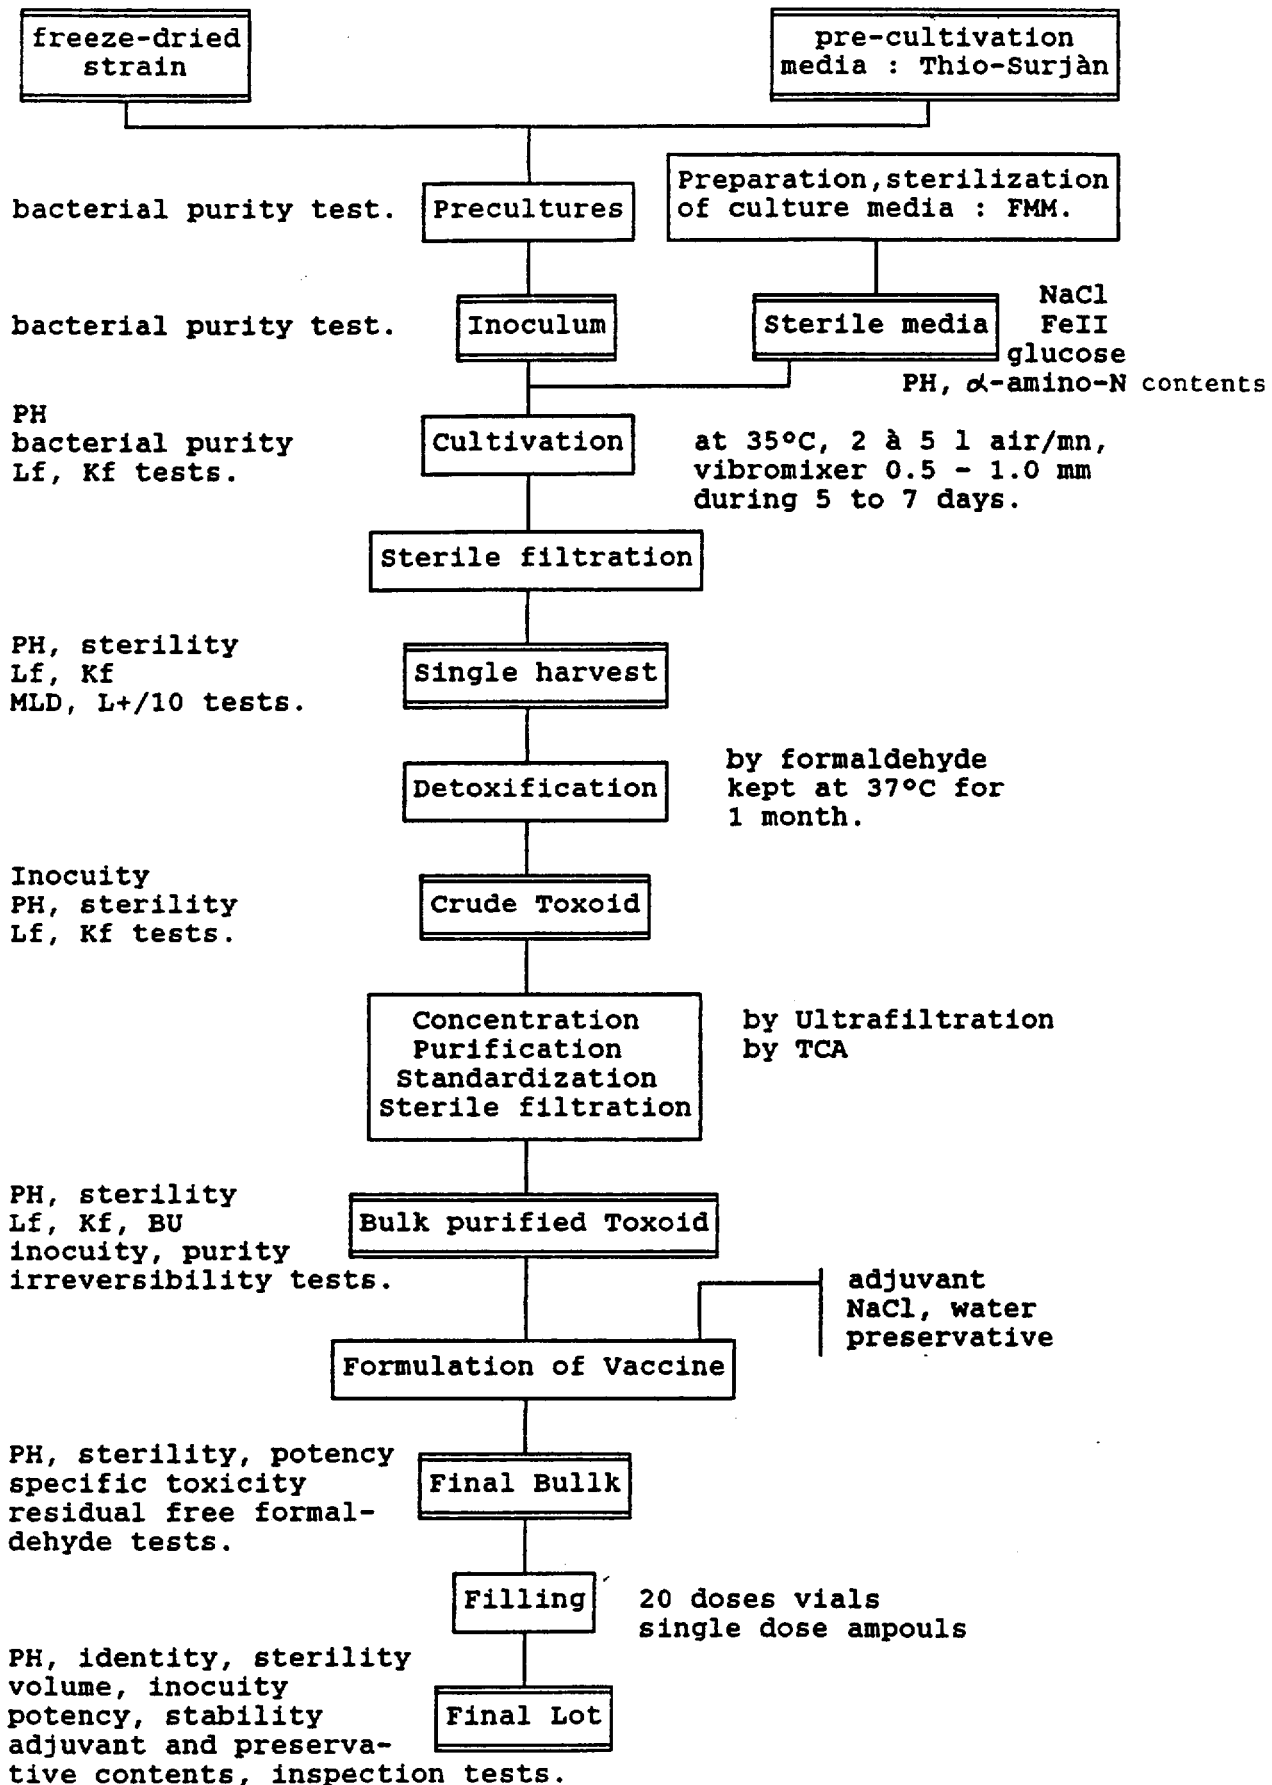 freeze-dried
strain
pre-cultivation
media : Thio-Surjàn
Preparation,sterilization
of culture media : FMM.
bacterial purity test.
Precultures
bacterial purity test.
Inoculum
Sterile media
NaCl
FeII
glucose
PH, α-amino-N contents
PH
bacterial purity
Lf, Kf tests.
Cultivation
at 35°C, 2 à 5 l air/mn,
vibromixer 0.5 - 1.0 mm
during 5 to 7 days.
Sterile filtration
PH, sterility
Lf, Kf
MLD, L+/10 tests.
Single harvest
Detoxification
by formaldehyde
kept at 37°C for
1 month.
Inocuity
PH, sterility
Lf, Kf tests.
Crude Toxoid
Concentration
Purification
Standardization
Sterile filtration
by Ultrafiltration
by TCA
PH, sterility
Lf, Kf, BU
inocuity, purity
irreversibility tests.
Bulk purified Toxoid
adjuvant
NaCl, water
preservative
Formulation of Vaccine
PH, sterility, potency
specific toxicity
residual free formal-
dehyde tests.
Final Bullk
Filling
20 doses vials
single dose ampouls
PH, identity, sterility
volume, inocuity
potency, stability
adjuvant and preserva-
tive contents, inspection tests.
Final Lot